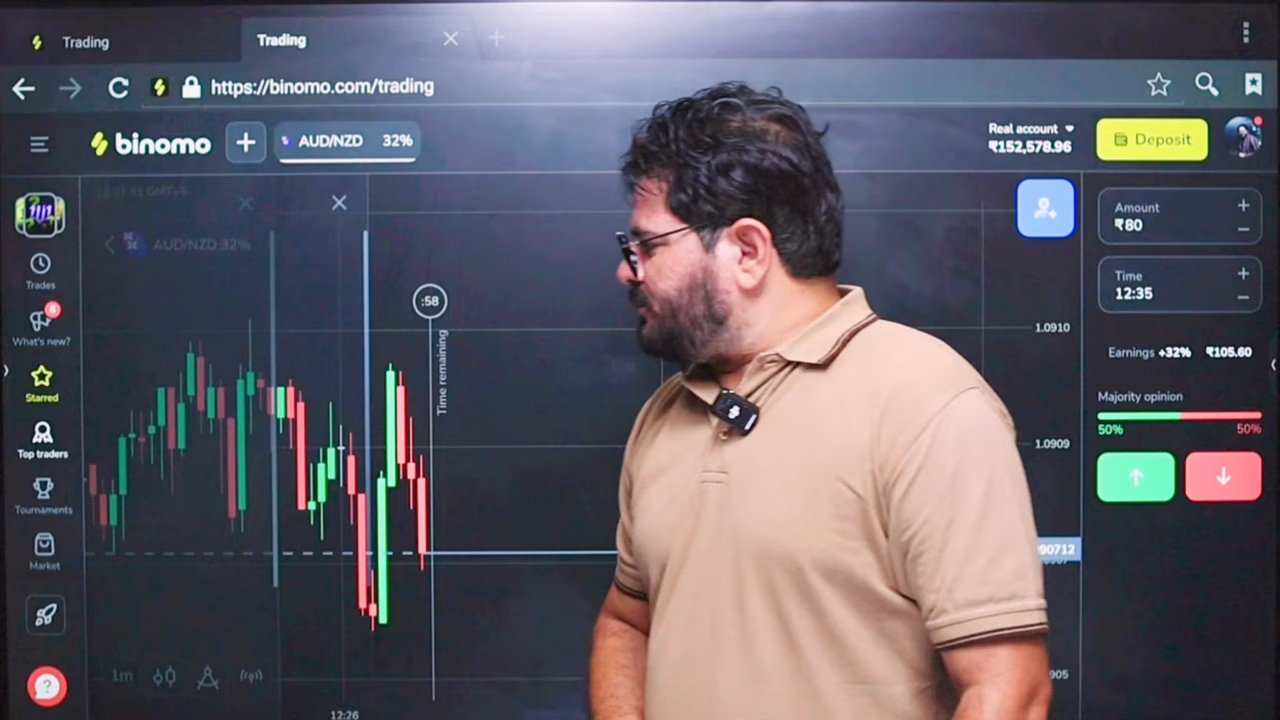 Trading
Trading
https://binomo.com/trading
binomo
AUD/NZD 32%
Real account
₹152,578.96
Deposit
AUD/NZD 32%
Trades
What's new?
Starred
Top traders
Tournaments
Market
:58
Time remaining
1.0910
1.0909
90712
905
1m
12:26
Amount
₹80
Time
12:35
Earnings +32% ₹105.60
Majority opinion
50% 50%